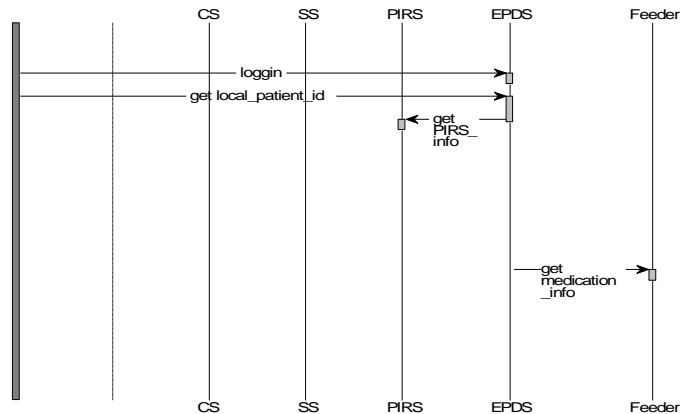 CS SS PIRS EPDS Feeder
loggin
get local_patient_id
get
PIRS_
info
get
medication
_info
CS SS PIRS EPDS Feeder